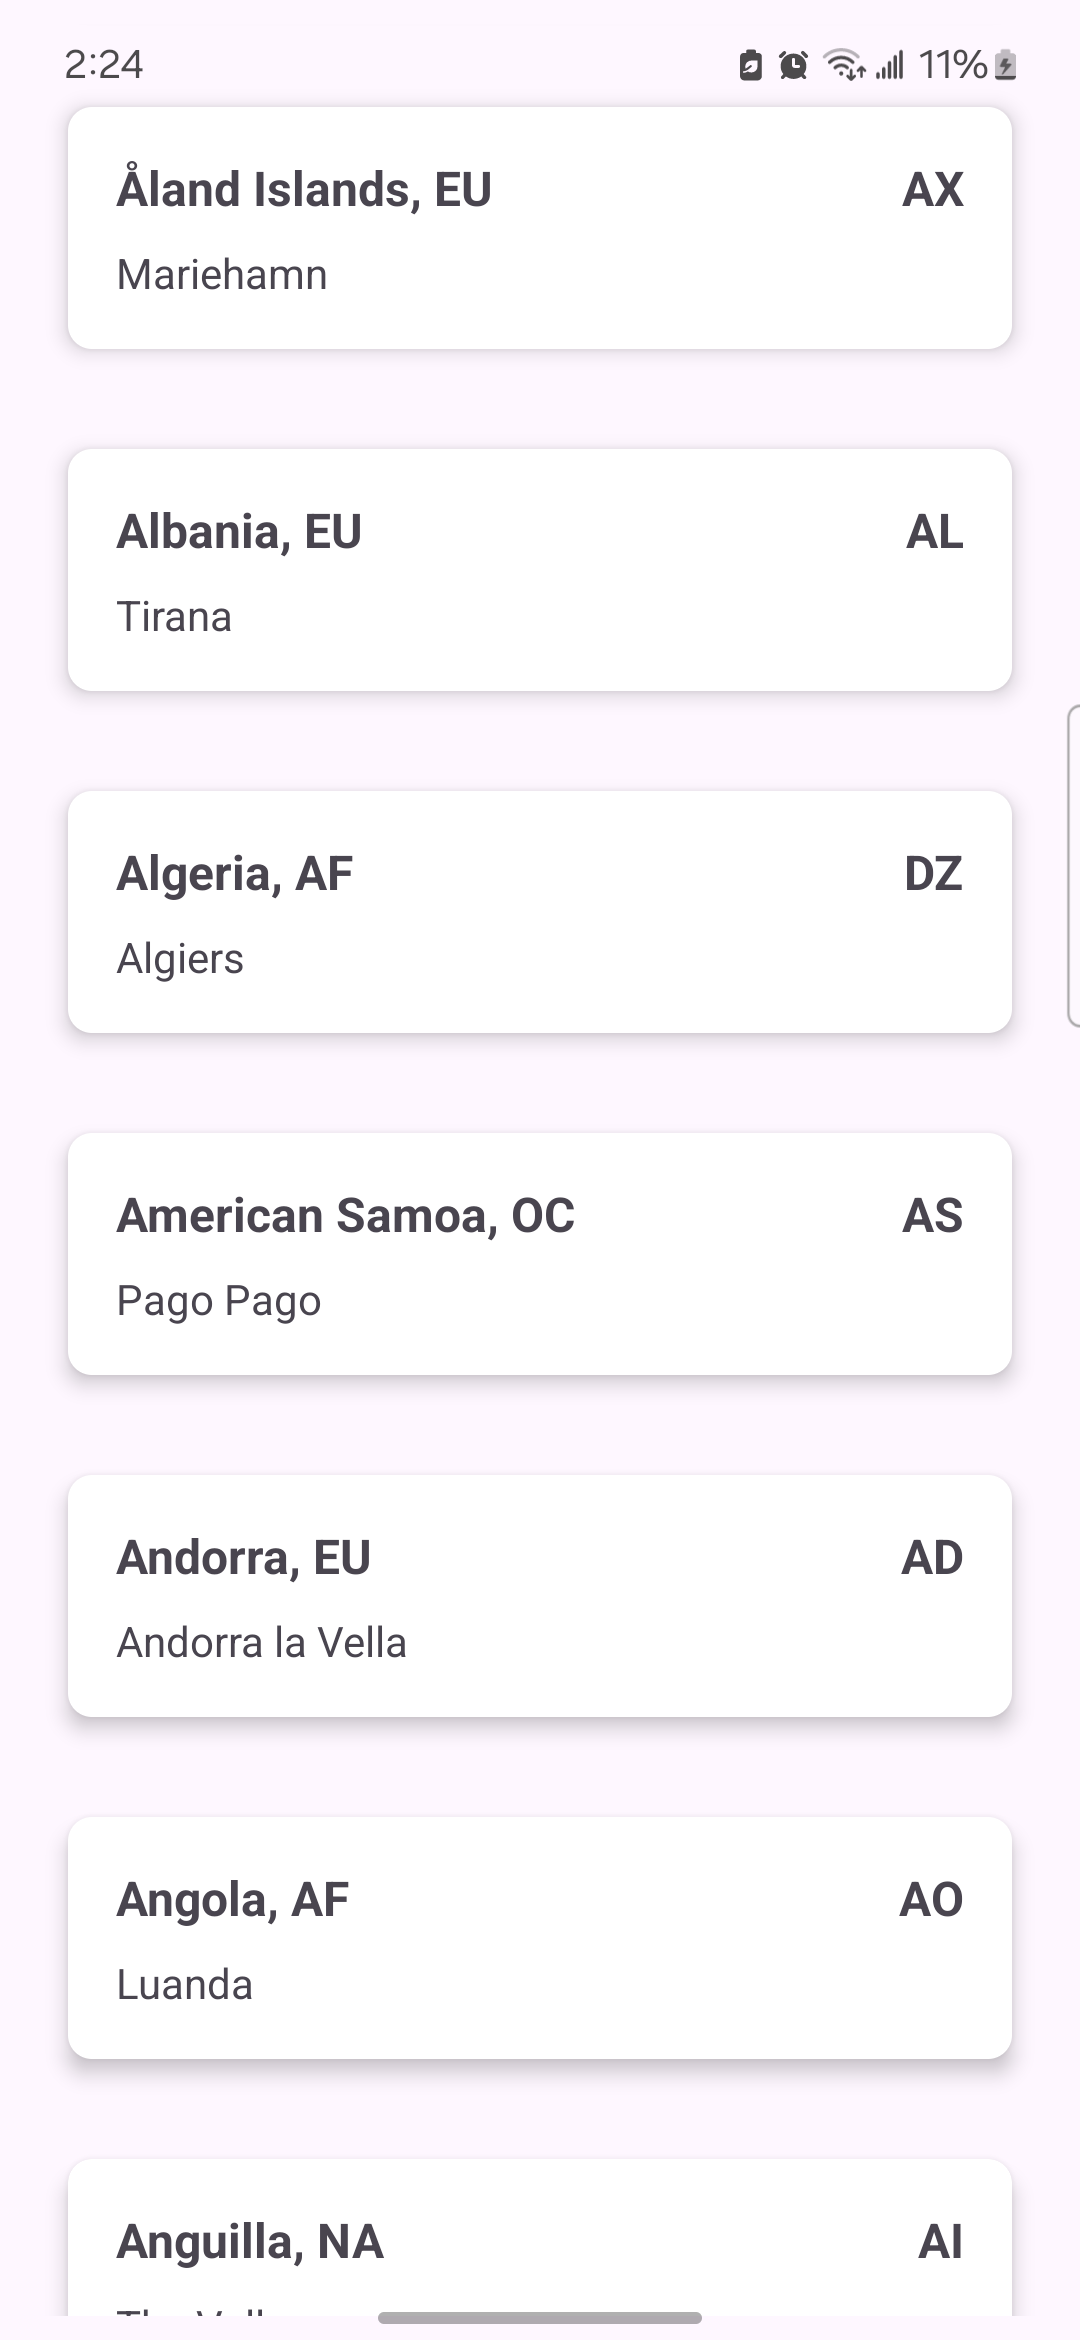 2:24 11%
Åland Islands, EU AX
Mariehamn
Albania, EU AL
Tirana
Algeria, AF DZ
Algiers
American Samoa, OC AS
Pago Pago
Andorra, EU AD
Andorra la Vella
Angola, AF AO
Luanda
Anguilla, NA AI